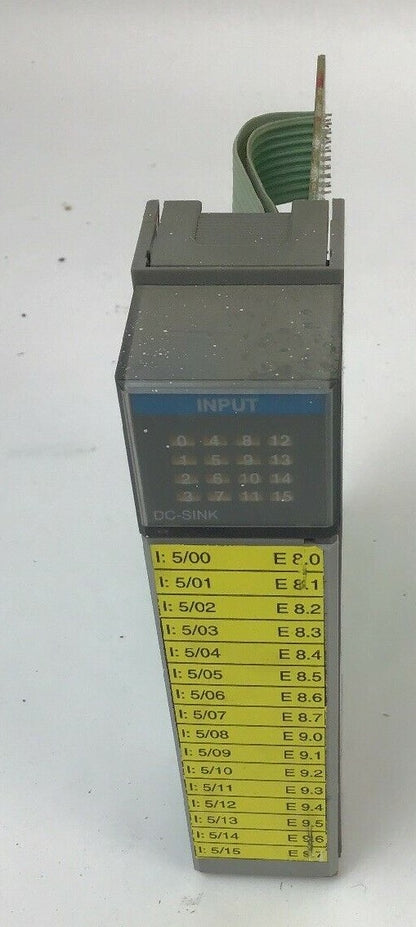 INPUT
0 4 8 12
1 5 9 13
2 6 10 14
3 7 11 15
DC-SINK
I: 5/00 E 8.0
I: 5/01 E 8.1
I: 5/02 E 8.2
I: 5/03 E 8.3
I: 5/04 E 8.4
I: 5/05 E 8.5
I: 5/06 E 8.6
I: 5/07 E 8.7
I: 5/08 E 9.0
I: 5/09 E 9.1
I: 5/10 E 9.2
I: 5/11 E 9.3
I: 5/12 E 9.4
I: 5/13 E 9.5
I: 5/14 E 9.6
I: 5/15 E 9.7